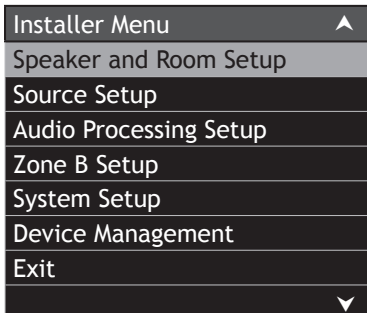 Installer Menu
Speaker and Room Setup
Source Setup
Audio Processing Setup
Zone B Setup
System Setup
Device Management
Exit